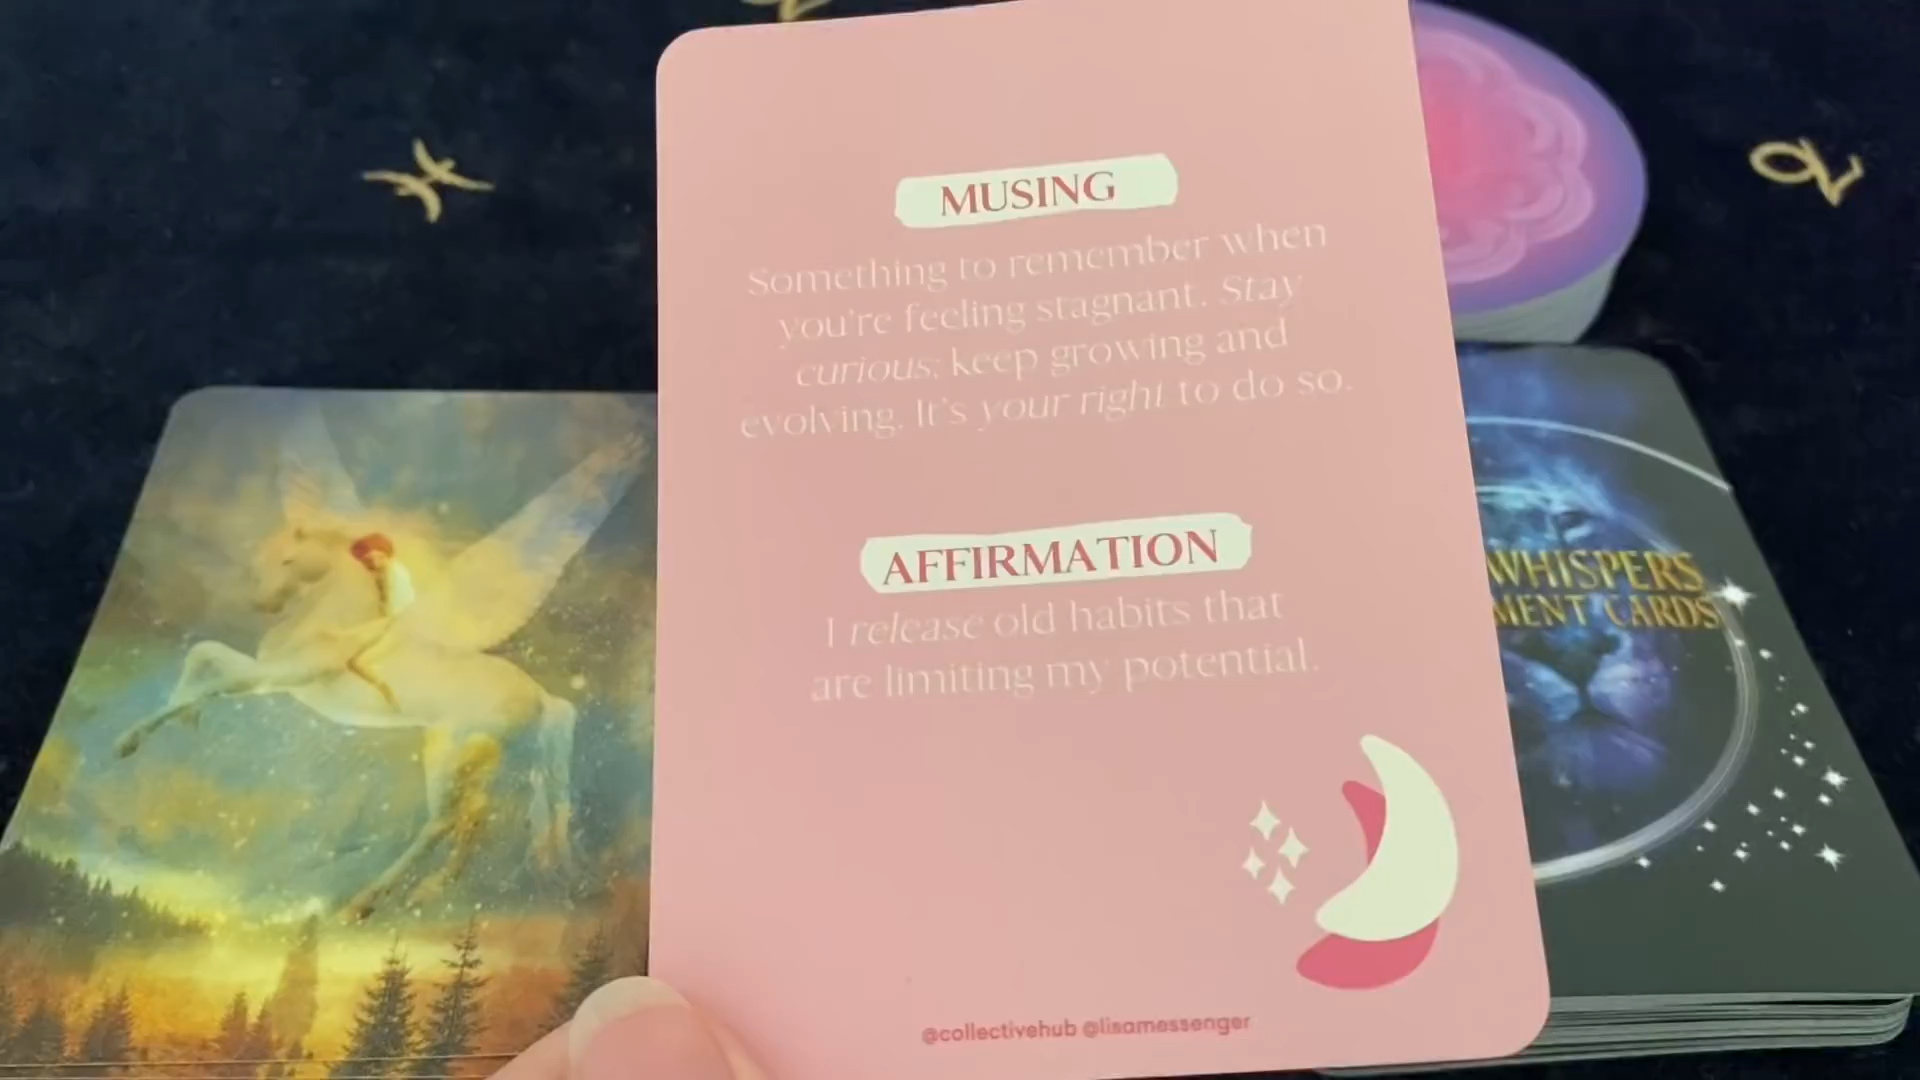 MUSING
Something to remember when
you're feeling stagnant. Stay
curious; keep growing and
evolving. It's your right to do so.
AFFIRMATION
I release old habits that
are limiting my potential.
@collectivehub @lisamessenger
WHISPERS
MENT CARDS